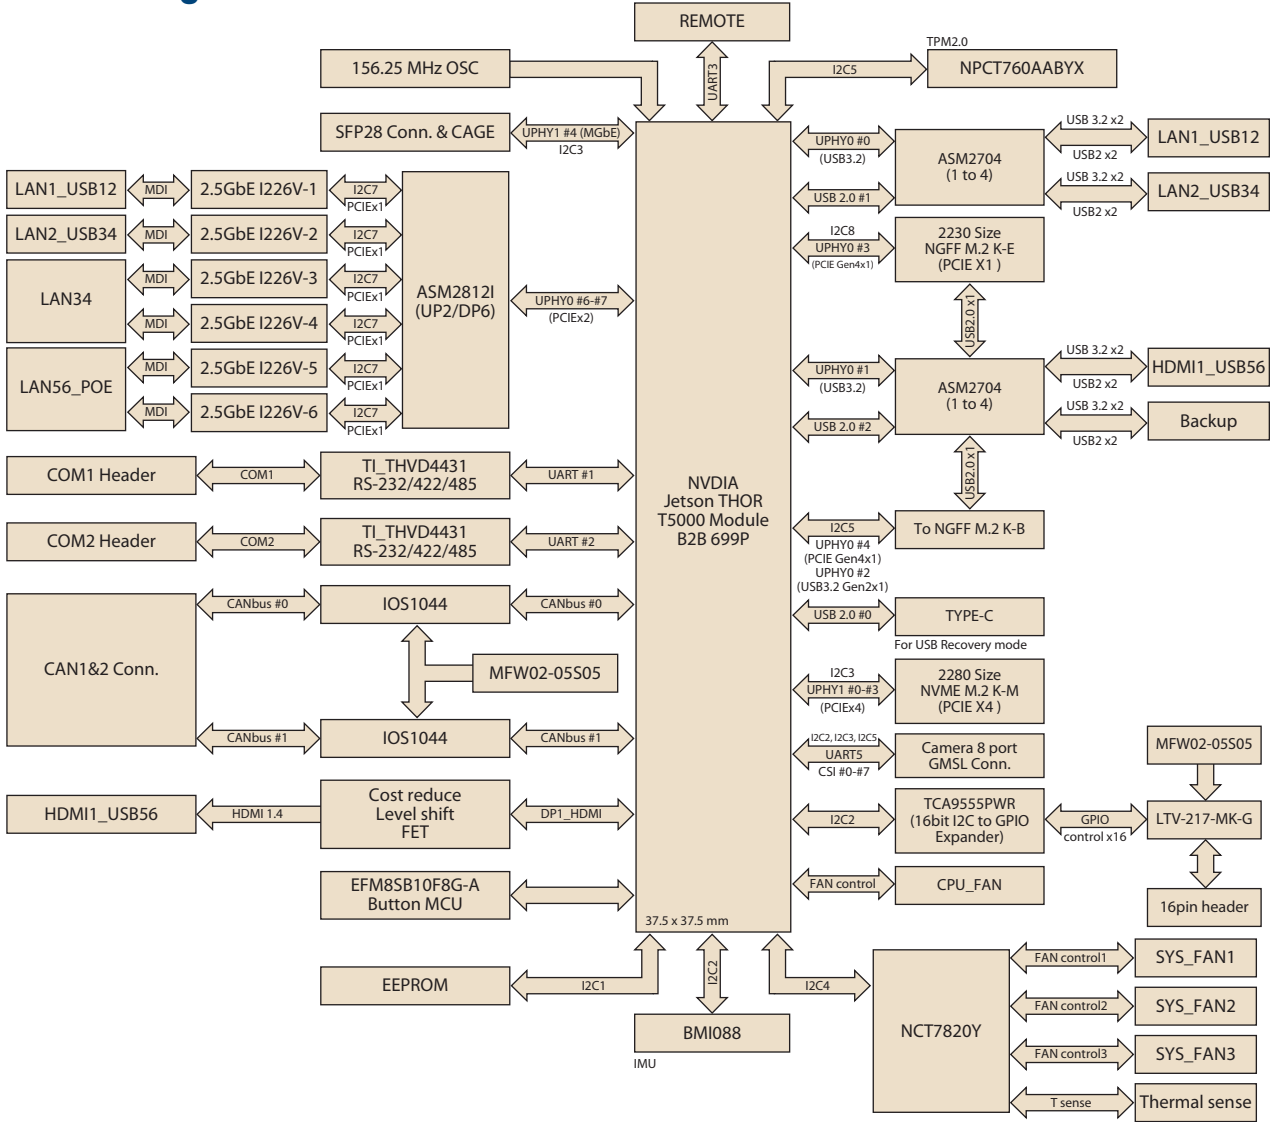 REMOTE
TPM2.0
156.25 MHz OSC
UART3
I2C5
NPCT760AABYX
SFP28 Conn. & CAGE
UPHY1 #4 (MGbE)
I2C3
UPHY0 #0
(USB3.2)
USB 2.0 #1
ASM2704
(1 to 4)
USB 3.2 x2
USB2 x2
LAN1_USB12
USB 3.2 x2
USB2 x2
LAN2_USB34
LAN1_USB12
MDI
2.5GbE I226V-1
I2C7
PCIEx1
LAN2_USB34
MDI
2.5GbE I226V-2
I2C7
PCIEx1
LAN34
MDI
2.5GbE I226V-3
I2C7
PCIEx1
MDI
2.5GbE I226V-4
I2C7
PCIEx1
LAN56_POE
MDI
2.5GbE I226V-5
I2C7
PCIEx1
MDI
2.5GbE I226V-6
I2C7
PCIEx1
ASM2812I
(UP2/DP6)
UPHY0 #6-#7
(PCIEx2)
I2C8
UPHY0 #3
(PCIE Gen4x1)
2230 Size
NGFF M.2 K-E
(PCIE X1 )
USB2.0 x1
UPHY0 #1
(USB3.2)
USB 2.0 #2
ASM2704
(1 to 4)
USB 3.2 x2
USB2 x2
HDMI1_USB56
USB 3.2 x2
USB2 x2
Backup
USB2.0 x1
COM1 Header
COM1
TI_THVD4431
RS-232/422/485
UART #1
NVDIA
Jetson THOR
T5000 Module
B2B 699P
COM2 Header
COM2
TI_THVD4431
RS-232/422/485
UART #2
I2C5
UPHY0 #4
(PCIE Gen4x1)
UPHY0 #2
(USB3.2 Gen2x1)
To NGFF M.2 K-B
CAN1&2 Conn.
CANbus #0
IOS1044
CANbus #0
MFW02-05S05
CANbus #1
IOS1044
CANbus #1
USB 2.0 #0
TYPE-C
For USB Recovery mode
I2C3
UPHY1 #0-#3
(PCIEx4)
2280 Size
NVME M.2 K-M
(PCIE X4 )
I2C2, I2C3, I2C5
UART5
CSI #0-#7
Camera 8 port
GMSL Conn.
MFW02-05S05
HDMI1_USB56
HDMI 1.4
Cost reduce
Level shift
FET
DP1_HDMI
I2C2
TCA9555PWR
(16bit I2C to GPIO
Expander)
GPIO
control x16
LTV-217-MK-G
EFM8SB10F8G-A
Button MCU
FAN control
CPU_FAN
16pin header
37.5 x 37.5 mm
EEPROM
I2C1
I2C2
I2C4
BMI088
IMU
NCT7820Y
FAN control1
SYS_FAN1
FAN control2
SYS_FAN2
FAN control3
SYS_FAN3
T sense
Thermal sense